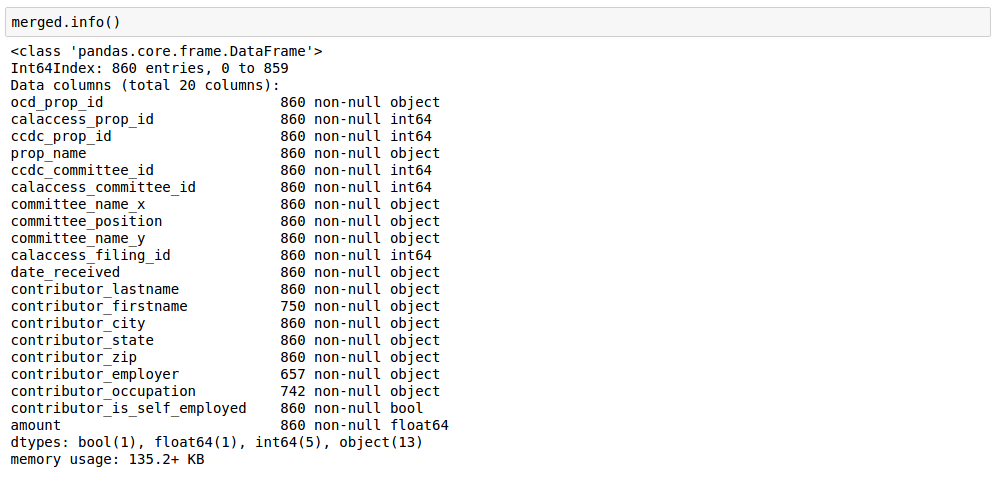 merged.info()
<class 'pandas.core.frame.DataFrame'>
Int64Index: 860 entries, 0 to 859
Data columns (total 20 columns):
ocd_prop_id                     860 non-null object
calaccess_prop_id               860 non-null int64
ccdc_prop_id                    860 non-null int64
prop_name                       860 non-null object
ccdc_committee_id               860 non-null int64
calaccess_committee_id          860 non-null int64
committee_name_x                860 non-null object
committee_position              860 non-null object
committee_name_y                860 non-null object
calaccess_filing_id             860 non-null int64
date_received                   860 non-null object
contributor_lastname            860 non-null object
contributor_firstname           750 non-null object
contributor_city                860 non-null object
contributor_state               860 non-null object
contributor_zip                 860 non-null object
contributor_employer            657 non-null object
contributor_occupation          742 non-null object
contributor_is_self_employed    860 non-null bool
amount                          860 non-null float64
dtypes: bool(1), float64(1), int64(5), object(13)
memory usage: 135.2+ KB